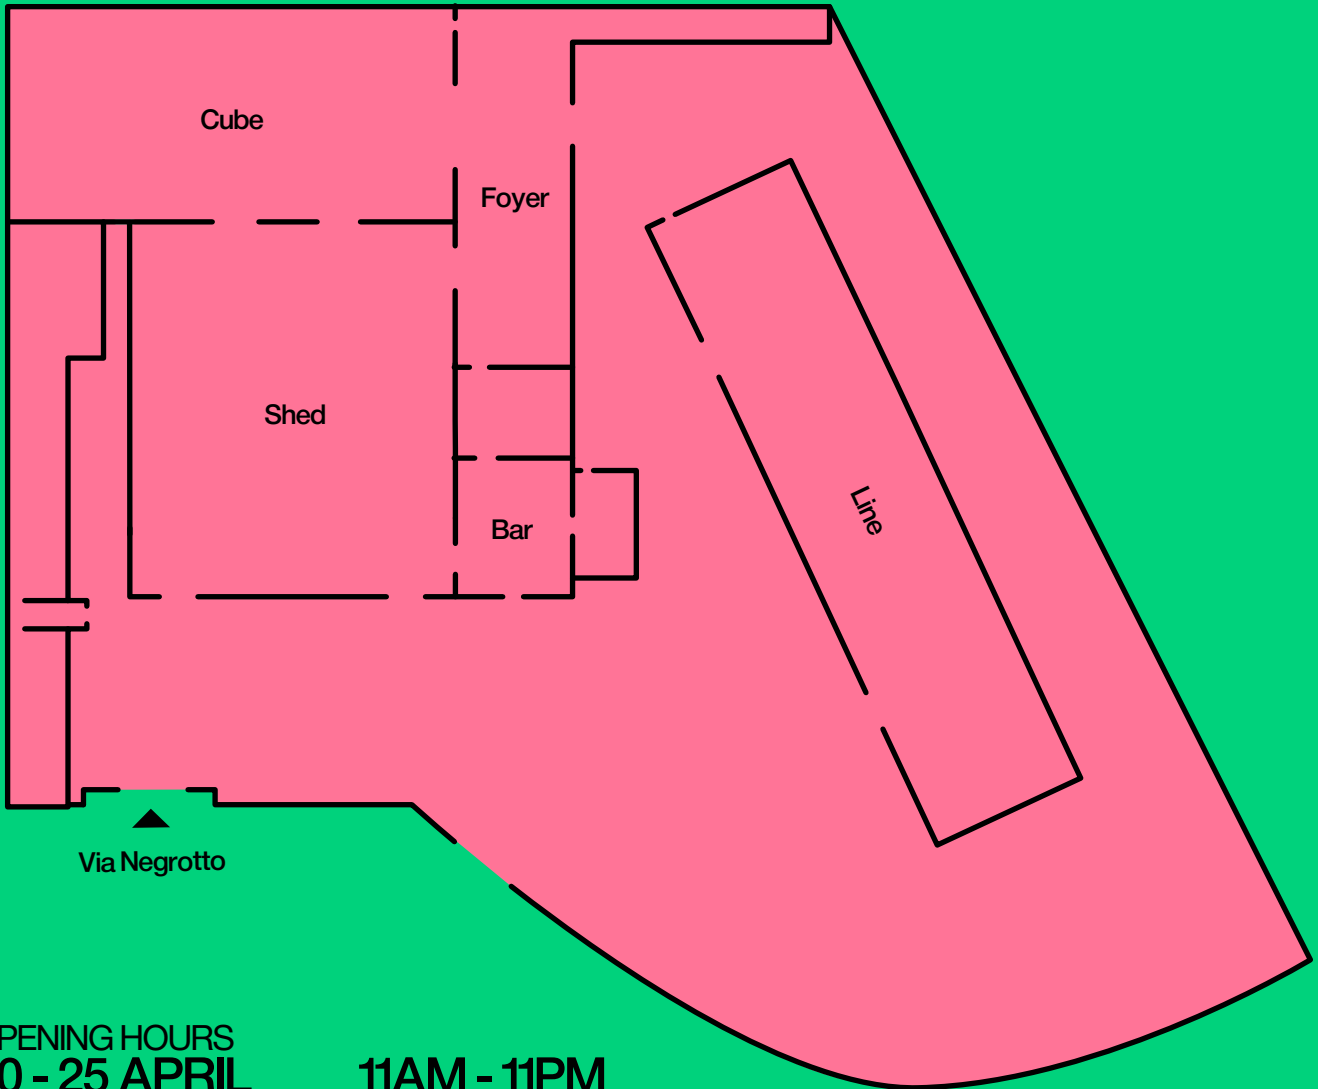 Cube
Foyer
Shed
Line
Bar
Via Negrotto
PENING HOURS
0 - 25 APRIL 11AM - 11PM